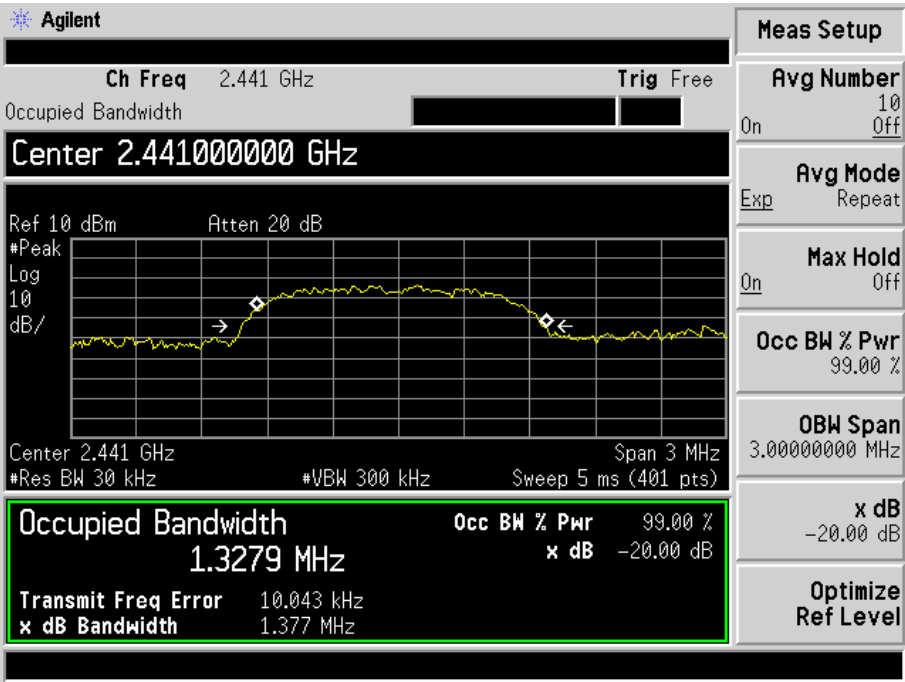 Agilent
Ch Freq 2.441 GHz Trig Free
Occupied Bandwidth
Center 2.441000000 GHz
Ref 10 dBm Atten 20 dB
#Peak
Log
10
dB/
Center 2.441 GHz Span 3 MHz
#Res BW 30 kHz #VBW 300 kHz Sweep 5 ms (401 pts)
Occupied Bandwidth Occ BW % Pwr 99.00 %
1.3279 MHz x dB -20.00 dB
Transmit Freq Error 10.043 kHz
x dB Bandwidth 1.377 MHz
Meas Setup
Avg Number
10
On Off
Avg Mode
Exp Repeat
Max Hold
On Off
Occ BW % Pwr
99.00 %
OBW Span
3.00000000 MHz
x dB
-20.00 dB
Optimize
Ref Level